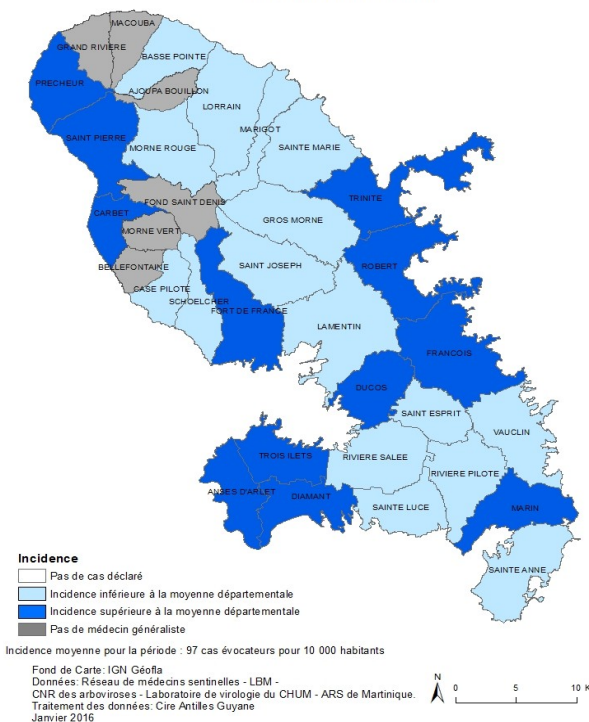 MACOUBA
GRAND RIVIERE
BASSE POINTE
PRECHEUR
AJOUPA BOUILLON
LORRAIN
MARIGOT
SAINT PIERRE
MORNE ROUGE
SAINTE MARIE
TRINITE
FOND SAINT DENIS
CARBET
GROS MORNE
MORNE VERT
BELLEFONTAINE
SAINT JOSEPH
ROBERT
CASE PILOTE
SCHOELCHER
FORT DE FRANCE
LAMENTIN
FRANCOIS
DUCOS
SAINT ESPRIT
VAUCLIN
TROIS ILETS
RIVIERE SALEE
RIVIERE PILOTE
ANSES D'ARLET
DIAMANT
SAINTE LUCE
MARIN
SAINTE ANNE
Incidence
Pas de cas déclaré
Incidence inférieure à la moyenne départementale
Incidence supérieure à la moyenne départementale
Pas de médecin généraliste
Incidence moyenne pour la période : 97 cas évocateurs pour 10 000 habitants
Fond de Carte: IGN Géofla
Données: Réseau de médecins sentinelles - LBM -
CNR des arboviroses - Laboratoire de virologie du CHUM - ARS de Martinique.
Traitement des données: Cire Antilles Guyane
Janvier 2016
N
0 5 10 K